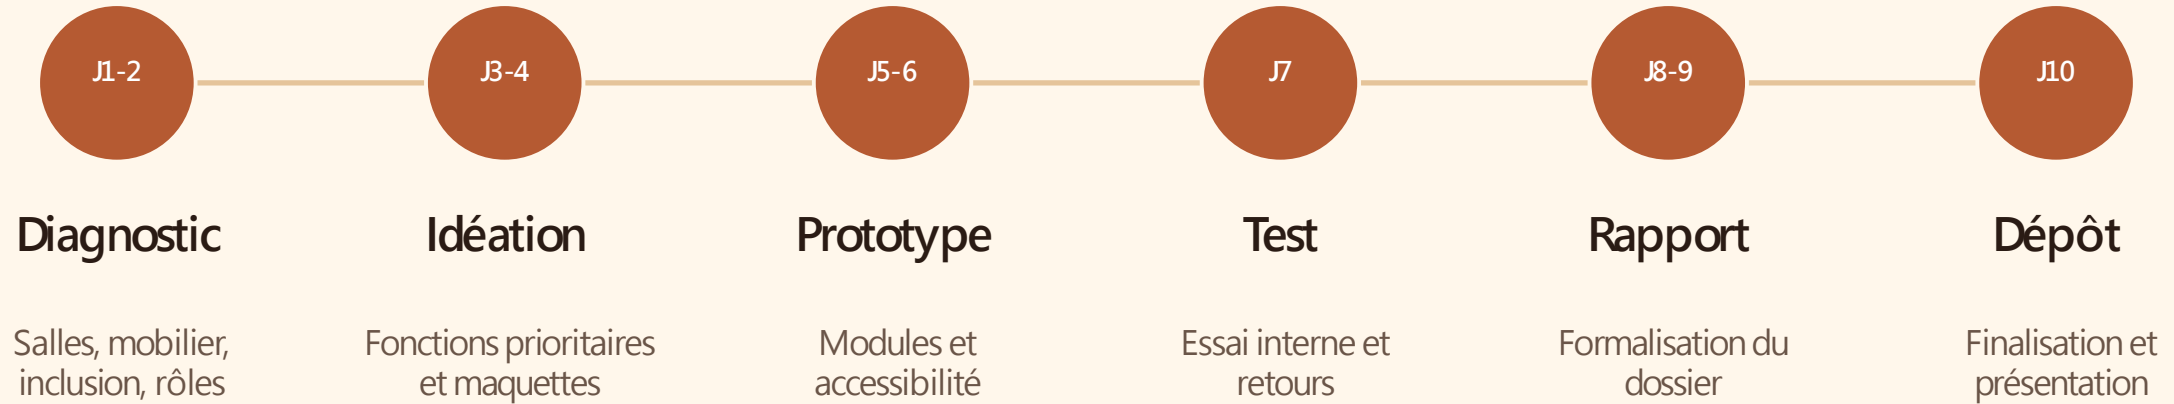 J1-2
J3-4
J5-6
J7
J8-9
J10
Diagnostic
Idéation
Prototype
Test
Rapport
Dépôt
Salles, mobilier,
inclusion, rôles
Fonctions prioritaires
et maquettes
Modules et
accessibilité
Essai interne et
retours
Formalisation du
dossier
Finalisation et
présentation